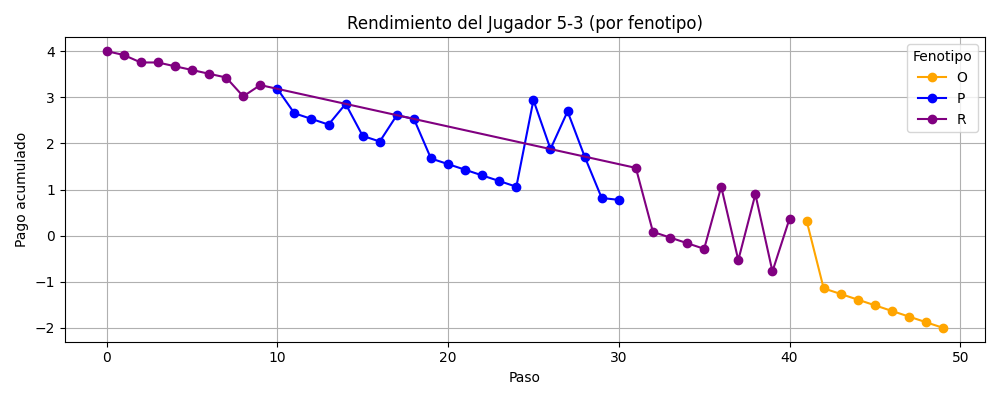 Rendimiento del Jugador 5-3 (por fenotipo)
Pago acumulado
4
3
2
1
0
−1
−2
Fenotipo
O
P
R
0
10
20
30
40
50
Paso